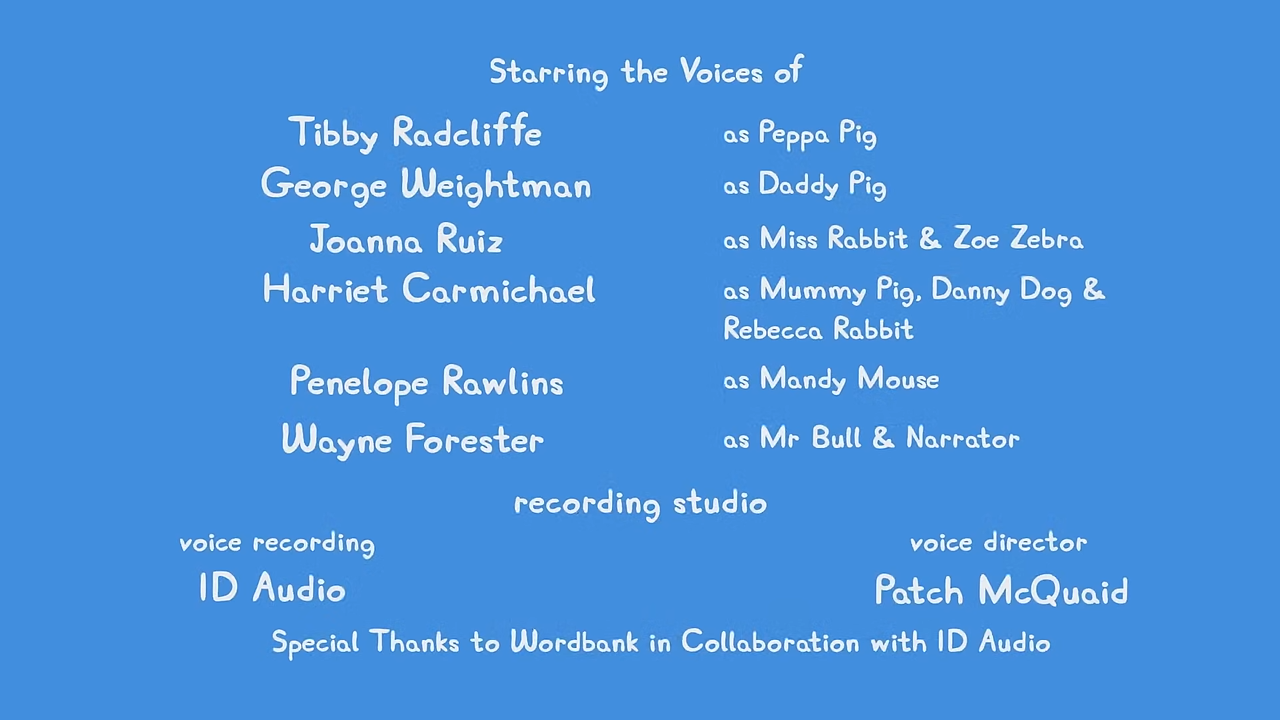 Starring the Voices of
Tibby Radcliffe as Peppa Pig
George Weightman as Daddy Pig
Joanna Ruiz as Miss Rabbit & Zoe Zebra
Harriet Carmichael as Mummy Pig, Danny Dog &
Rebecca Rabbit
Penelope Rawlins as Mandy Mouse
Wayne Forester as Mr Bull & Narrator
recording studio
voice recording voice director
ID Audio Patch McQuaid
Special Thanks to Wordbank in Collaboration with ID Audio